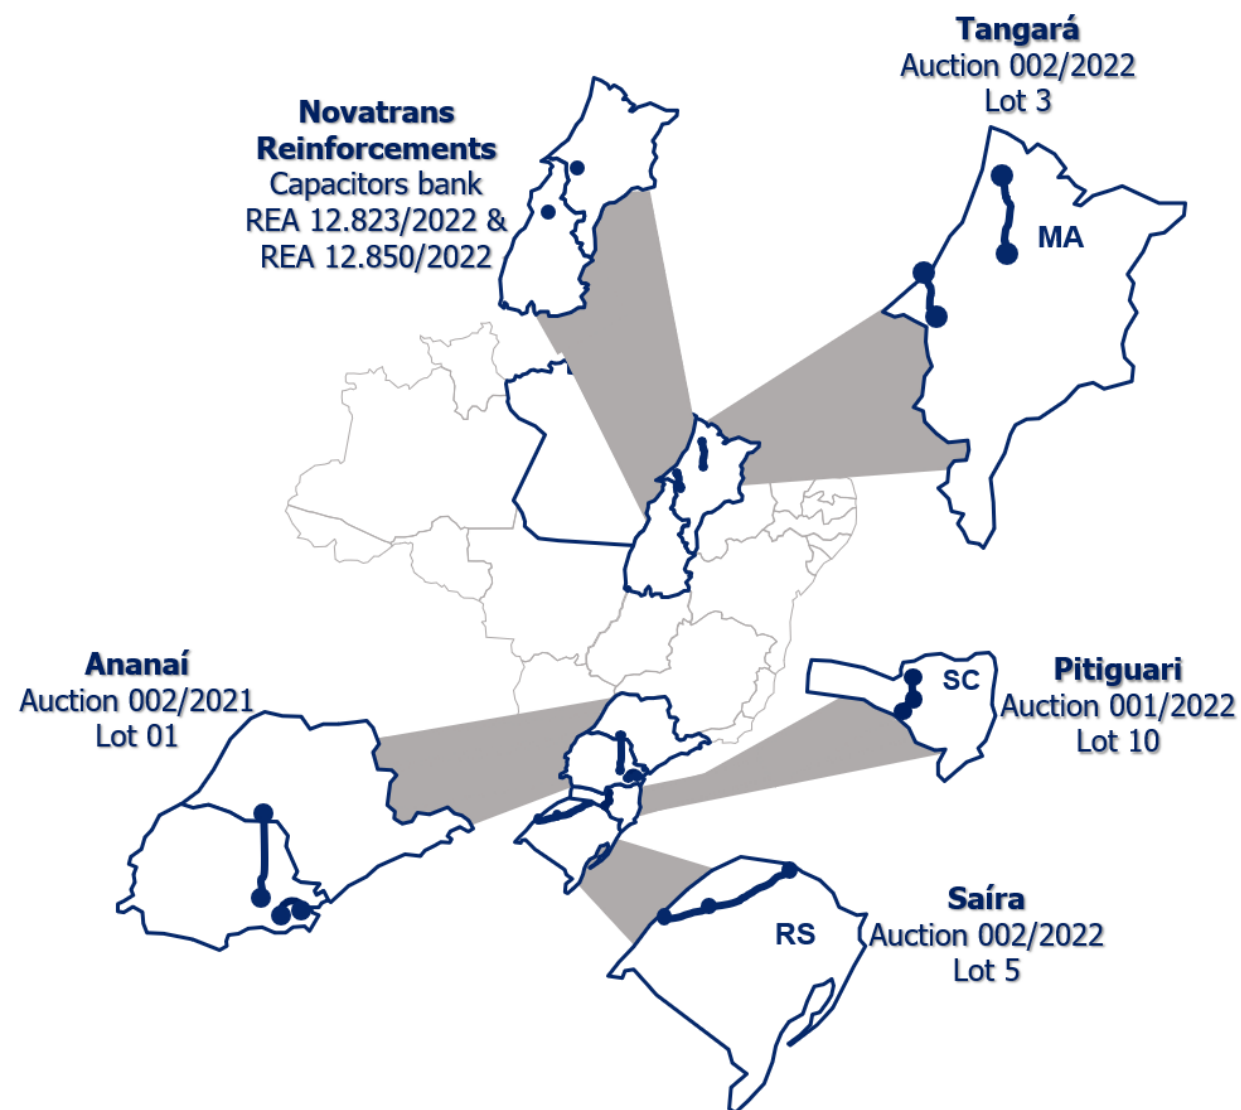 Tangará
Auction 002/2022
Lot 3
MA
Novatrans
Reinforcements
Capacitors bank
REA 12.823/2022 &
REA 12.850/2022
Ananaí
Auction 002/2021
Lot 01
SC
Pitiguari
Auction 001/2022
Lot 10
RS
Saíra
Auction 002/2022
Lot 5